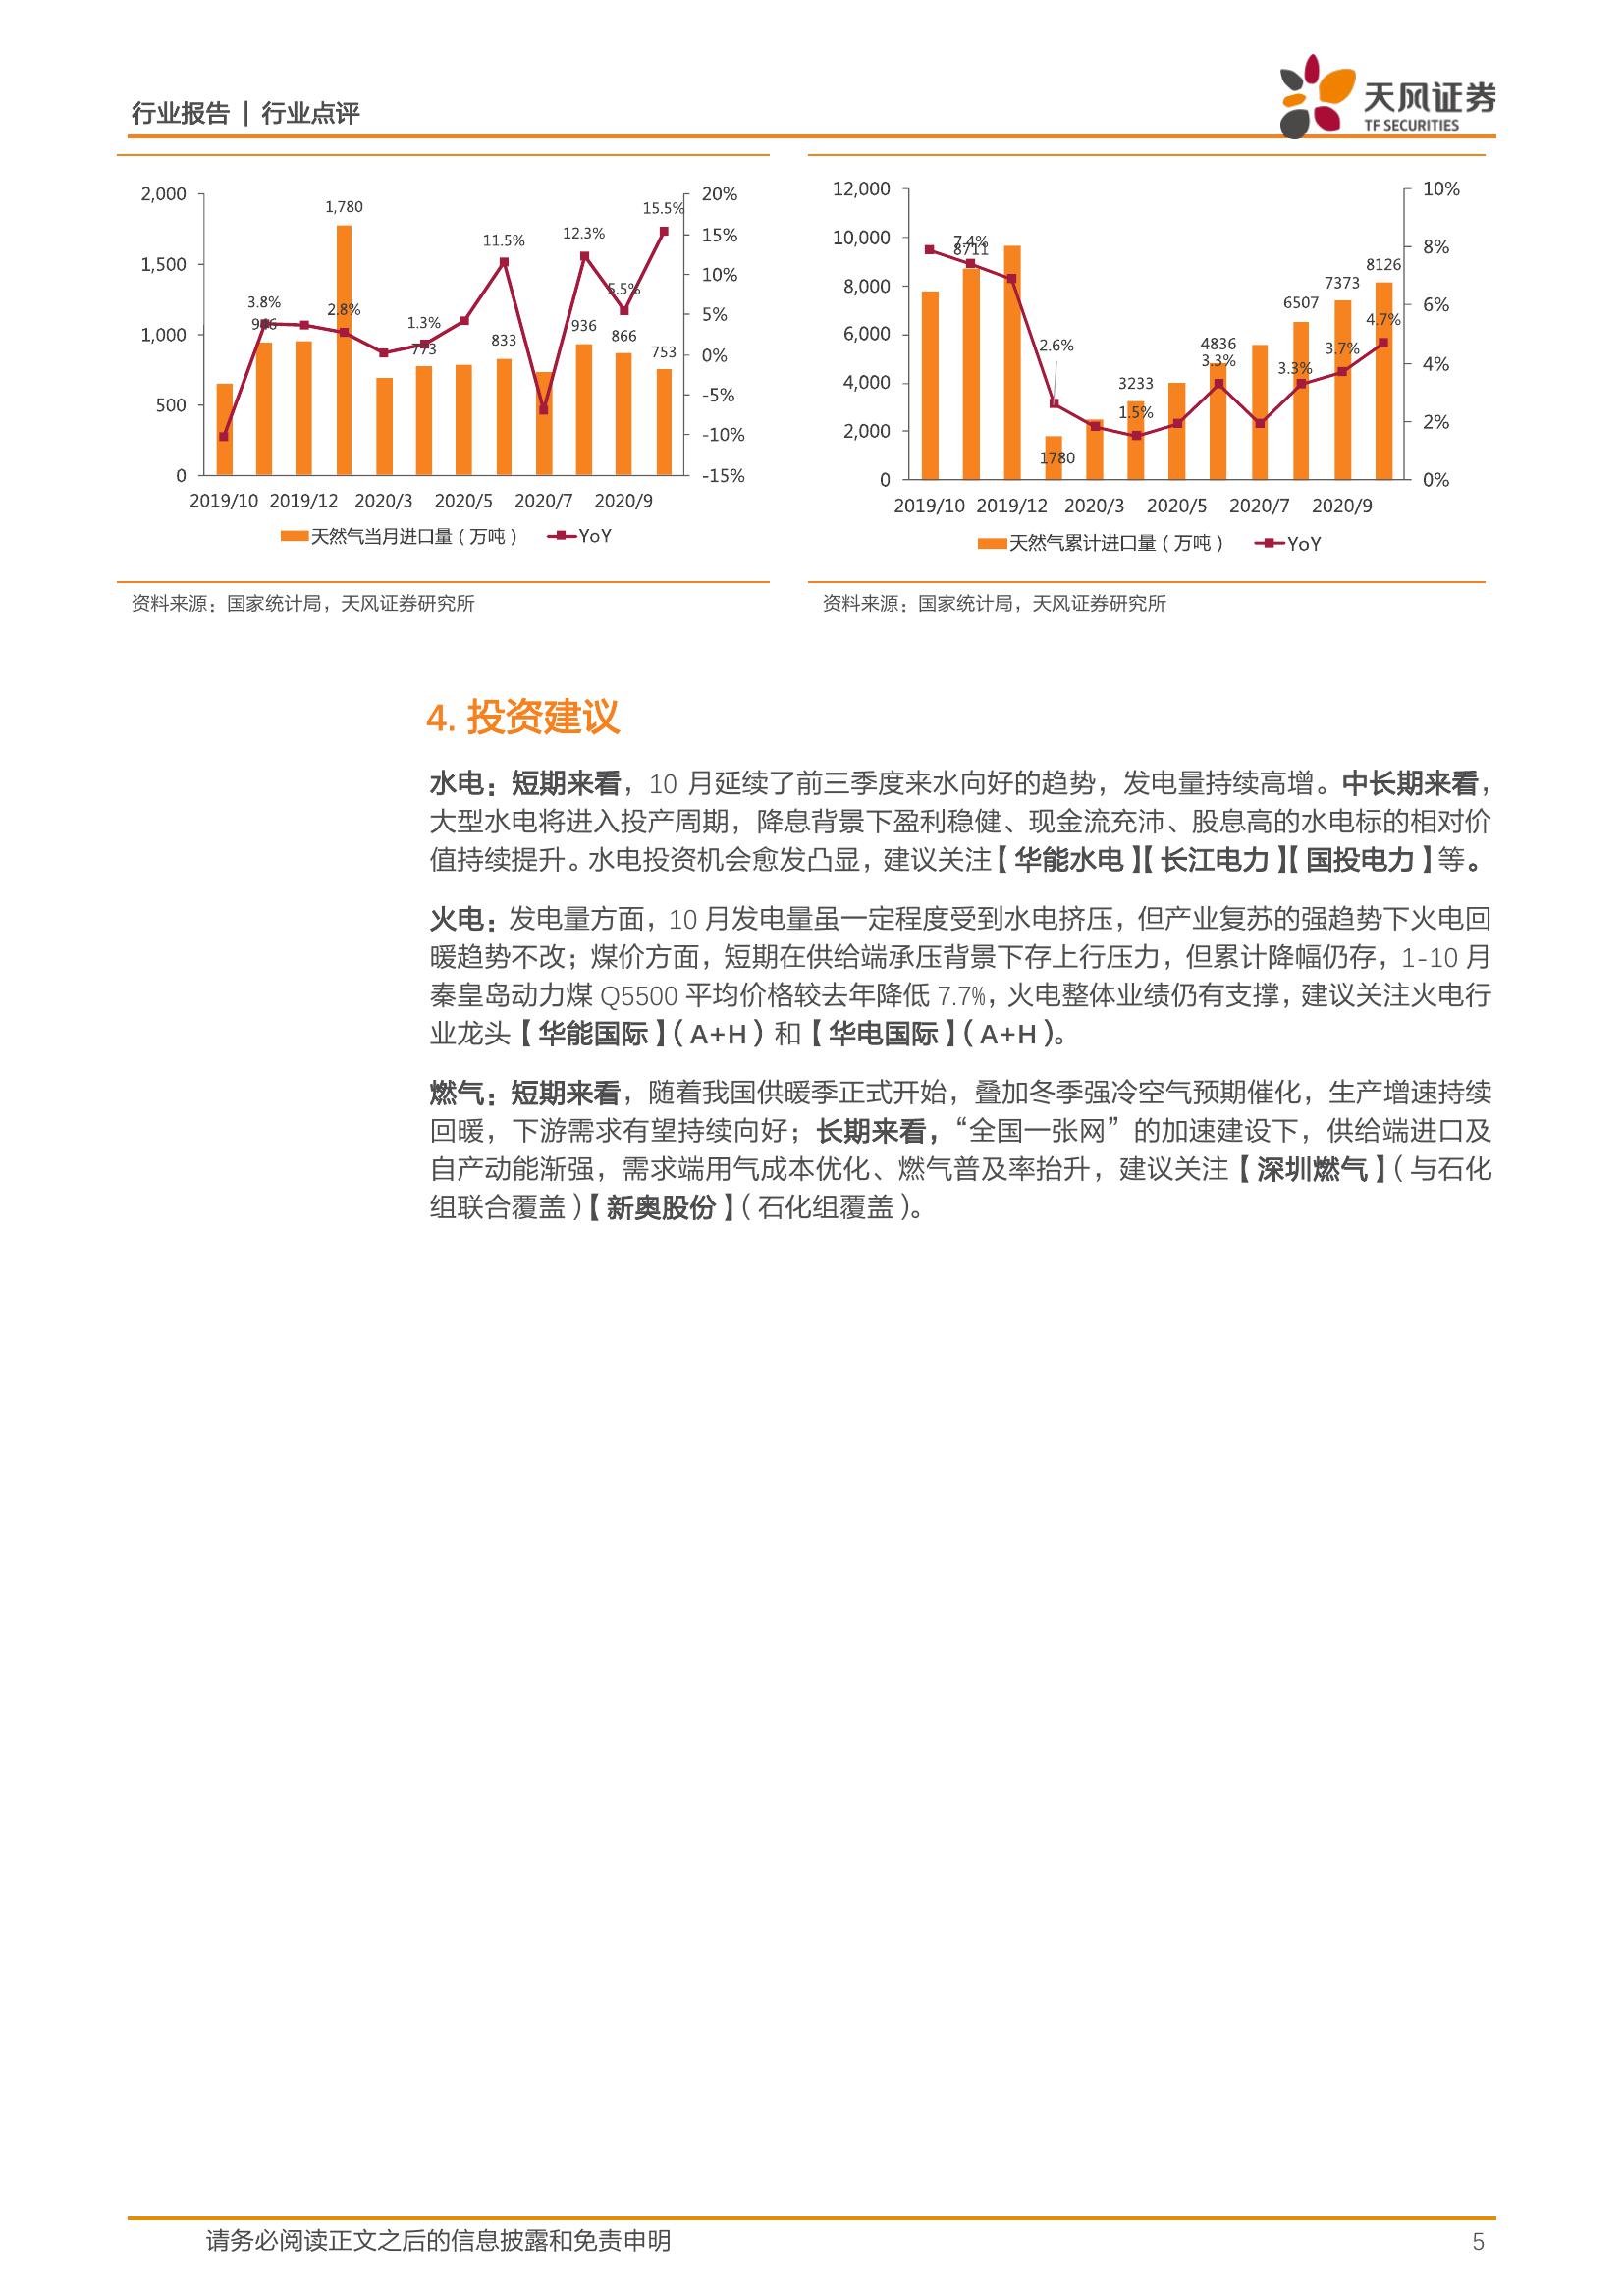 行业报告 | 行业点评
天风证券
TF SECURITIES
2,000
1,500
1,000
500
0
20%
15%
10%
5%
0%
-5%
-10%
-15%
1,780
3.8%
946
2.8%
1.3%
773
11.5%
833
12.3%
936
5.5%
866
15.5%
753
2019/10 2019/12 2020/3 2020/5 2020/7 2020/9
天然气当月进口量（万吨） YoY
12,000
10,000
8,000
6,000
4,000
2,000
0
10%
8%
6%
4%
2%
0%
7.4%
8711
2.6%
1780
3233
1.5%
4836
3.3%
6507
3.3%
7373
3.7%
8126
4.7%
2019/10 2019/12 2020/3 2020/5 2020/7 2020/9
天然气累计进口量（万吨） YoY
资料来源：国家统计局，天风证券研究所
资料来源：国家统计局，天风证券研究所
4. 投资建议
水电：短期来看，10 月延续了前三季度来水向好的趋势，发电量持续高增。中长期来看，
大型水电将进入投产周期，降息背景下盈利稳健、现金流充沛、股息高的水电标的相对价
值持续提升。水电投资机会愈发凸显，建议关注【华能水电】【长江电力】【国投电力】等。
火电：发电量方面，10 月发电量虽一定程度受到水电挤压，但产业复苏的强趋势下火电回
暖趋势不改；煤价方面，短期在供给端承压背景下存上行压力，但累计降幅仍存，1-10 月
秦皇岛动力煤 Q5500 平均价格较去年降低 7.7%，火电整体业绩仍有支撑，建议关注火电行
业龙头【华能国际】（A+H）和【华电国际】（A+H）。
燃气：短期来看，随着我国供暖季正式开始，叠加冬季强冷空气预期催化，生产增速持续
回暖，下游需求有望持续向好；长期来看，“全国一张网”的加速建设下，供给端进口及
自产动能渐强，需求端用气成本优化、燃气普及率抬升，建议关注【深圳燃气】（与石化
组联合覆盖）【新奥股份】（石化组覆盖）。
请务必阅读正文之后的信息披露和免责申明
5